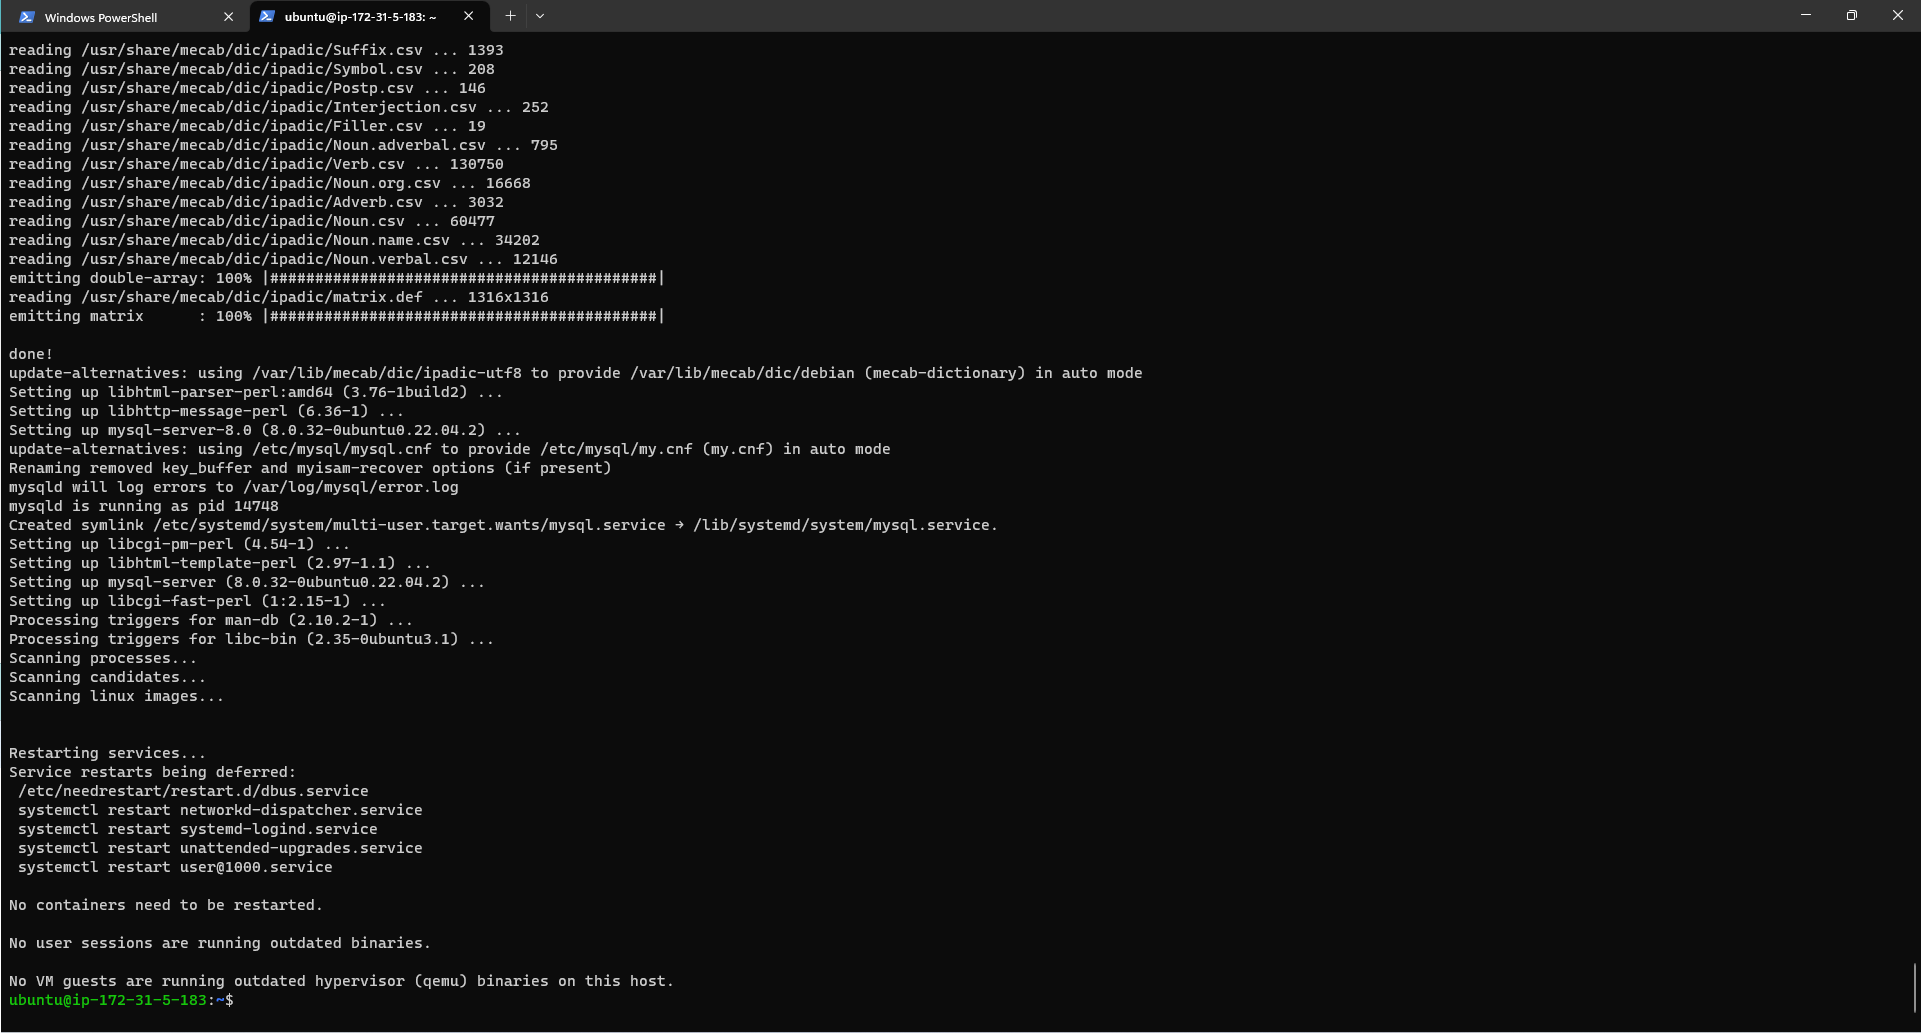 Windows PowerShell
ubuntu@ip-172-31-5-183: ~
reading /usr/share/mecab/dic/ipadic/Suffix.csv ... 1393
reading /usr/share/mecab/dic/ipadic/Symbol.csv ... 208
reading /usr/share/mecab/dic/ipadic/Postp.csv ... 146
reading /usr/share/mecab/dic/ipadic/Interjection.csv ... 252
reading /usr/share/mecab/dic/ipadic/Filler.csv ... 19
reading /usr/share/mecab/dic/ipadic/Noun.adverbal.csv ... 795
reading /usr/share/mecab/dic/ipadic/Verb.csv ... 130750
reading /usr/share/mecab/dic/ipadic/Noun.org.csv ... 16668
reading /usr/share/mecab/dic/ipadic/Adverb.csv ... 3032
reading /usr/share/mecab/dic/ipadic/Noun.csv ... 60477
reading /usr/share/mecab/dic/ipadic/Noun.name.csv ... 34202
reading /usr/share/mecab/dic/ipadic/Noun.verbal.csv ... 12146
emitting double-array: 100% |###########################################|
reading /usr/share/mecab/dic/ipadic/matrix.def ... 1316x1316
emitting matrix      : 100% |###########################################|
done!
update-alternatives: using /var/lib/mecab/dic/ipadic-utf8 to provide /var/lib/mecab/dic/debian (mecab-dictionary) in auto mode
Setting up libhtml-parser-perl:amd64 (3.76-1build2) ...
Setting up libhttp-message-perl (6.36-1) ...
Setting up mysql-server-8.0 (8.0.32-0ubuntu0.22.04.2) ...
update-alternatives: using /etc/mysql/mysql.cnf to provide /etc/mysql/my.cnf (my.cnf) in auto mode
Renaming removed key_buffer and myisam-recover options (if present)
mysqld will log errors to /var/log/mysql/error.log
mysqld is running as pid 14748
Created symlink /etc/systemd/system/multi-user.target.wants/mysql.service → /lib/systemd/system/mysql.service.
Setting up libcgi-pm-perl (4.54-1) ...
Setting up libhtml-template-perl (2.97-1.1) ...
Setting up mysql-server (8.0.32-0ubuntu0.22.04.2) ...
Setting up libcgi-fast-perl (1:2.15-1) ...
Processing triggers for man-db (2.10.2-1) ...
Processing triggers for libc-bin (2.35-0ubuntu3.1) ...
Scanning processes...
Scanning candidates...
Scanning linux images...
Restarting services...
Service restarts being deferred:
 /etc/needrestart/restart.d/dbus.service
 systemctl restart networkd-dispatcher.service
 systemctl restart systemd-logind.service
 systemctl restart unattended-upgrades.service
 systemctl restart user@1000.service
No containers need to be restarted.
No user sessions are running outdated binaries.
No VM guests are running outdated hypervisor (qemu) binaries on this host.
ubuntu@ip-172-31-5-183:~$